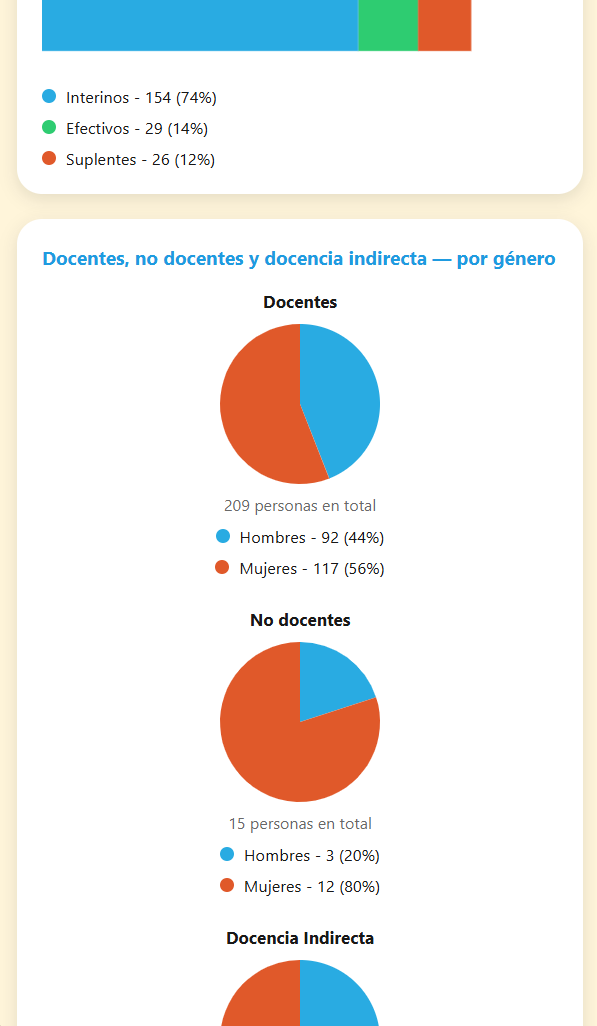 Interinos - 154 (74%)
Efectivos - 29 (14%)
Suplentes - 26 (12%)
Docentes, no docentes y docencia indirecta — por género
Docentes
209 personas en total
Hombres - 92 (44%)
Mujeres - 117 (56%)
No docentes
15 personas en total
Hombres - 3 (20%)
Mujeres - 12 (80%)
Docencia Indirecta